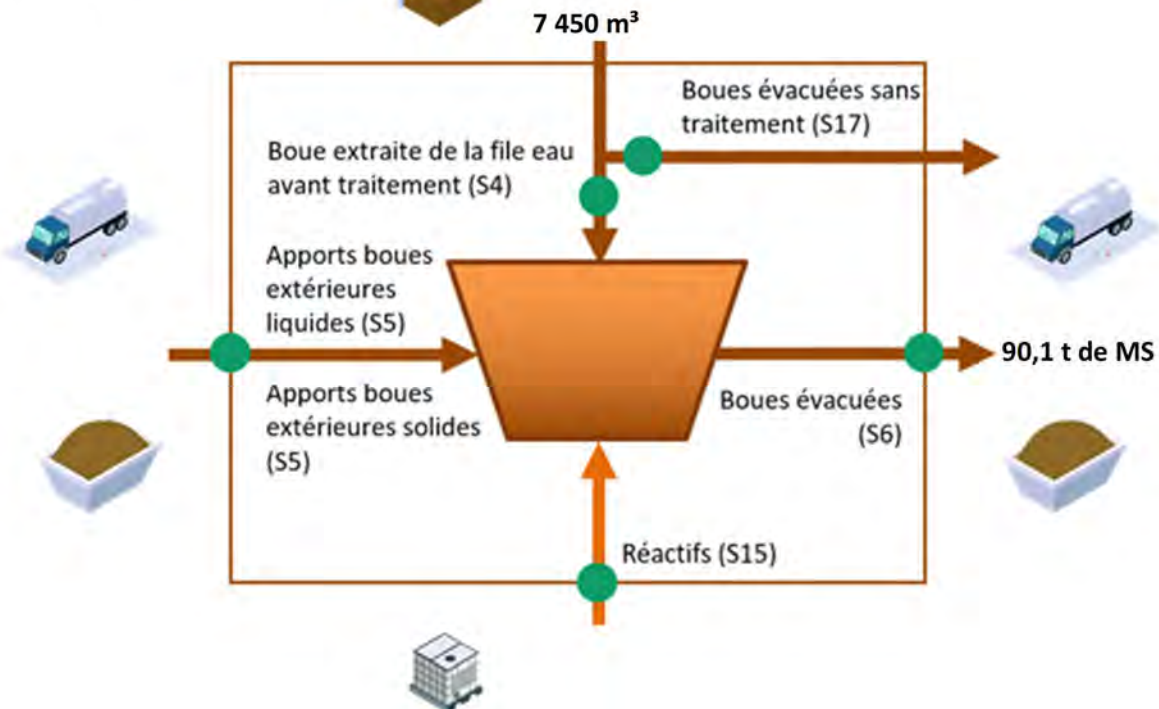 7 450 m³
Boues évacuées sans
traitement (S17)
Boue extraite de la file eau
avant traitement (S4)
Apports boues
extérieures
liquides (S5)
90,1 t de MS
Apports boues
extérieures solides
(S5)
Boues évacuées
(S6)
Réactifs (S15)